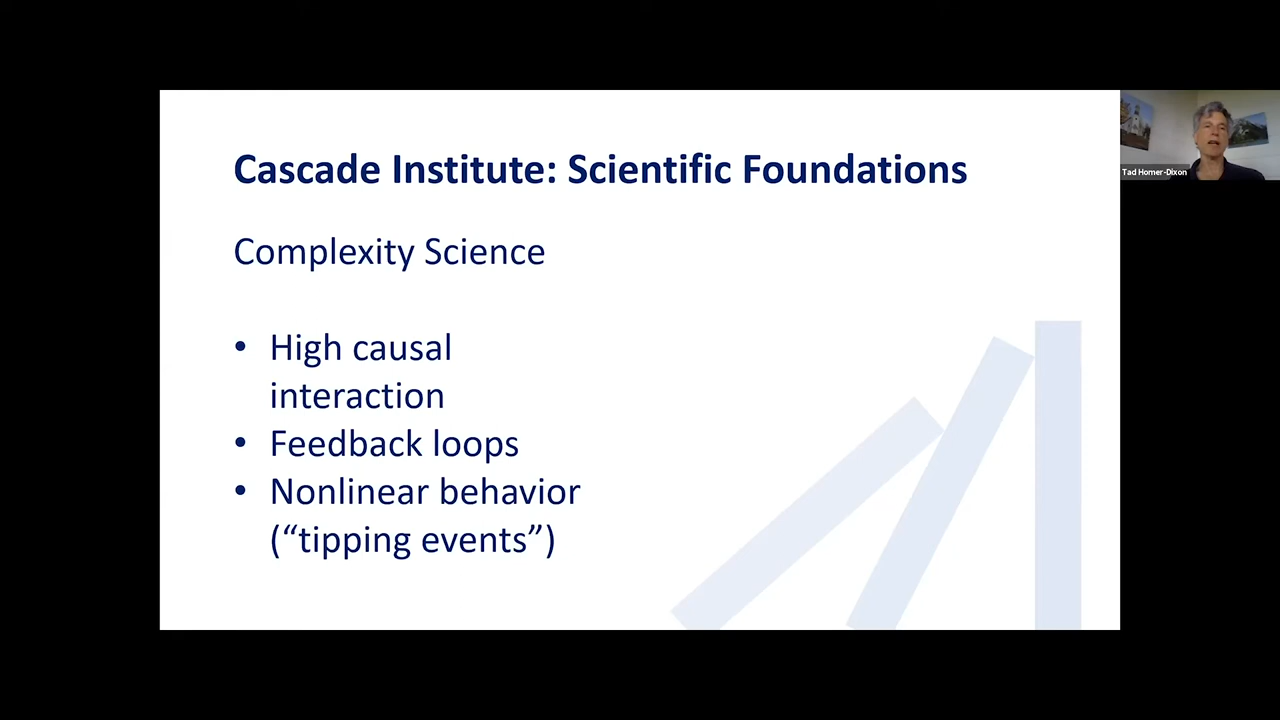 Cascade Institute: Scientific Foundations
Complexity Science
• High causal
interaction
• Feedback loops
• Nonlinear behavior
(“tipping events”)
Tad Homer-Dixon